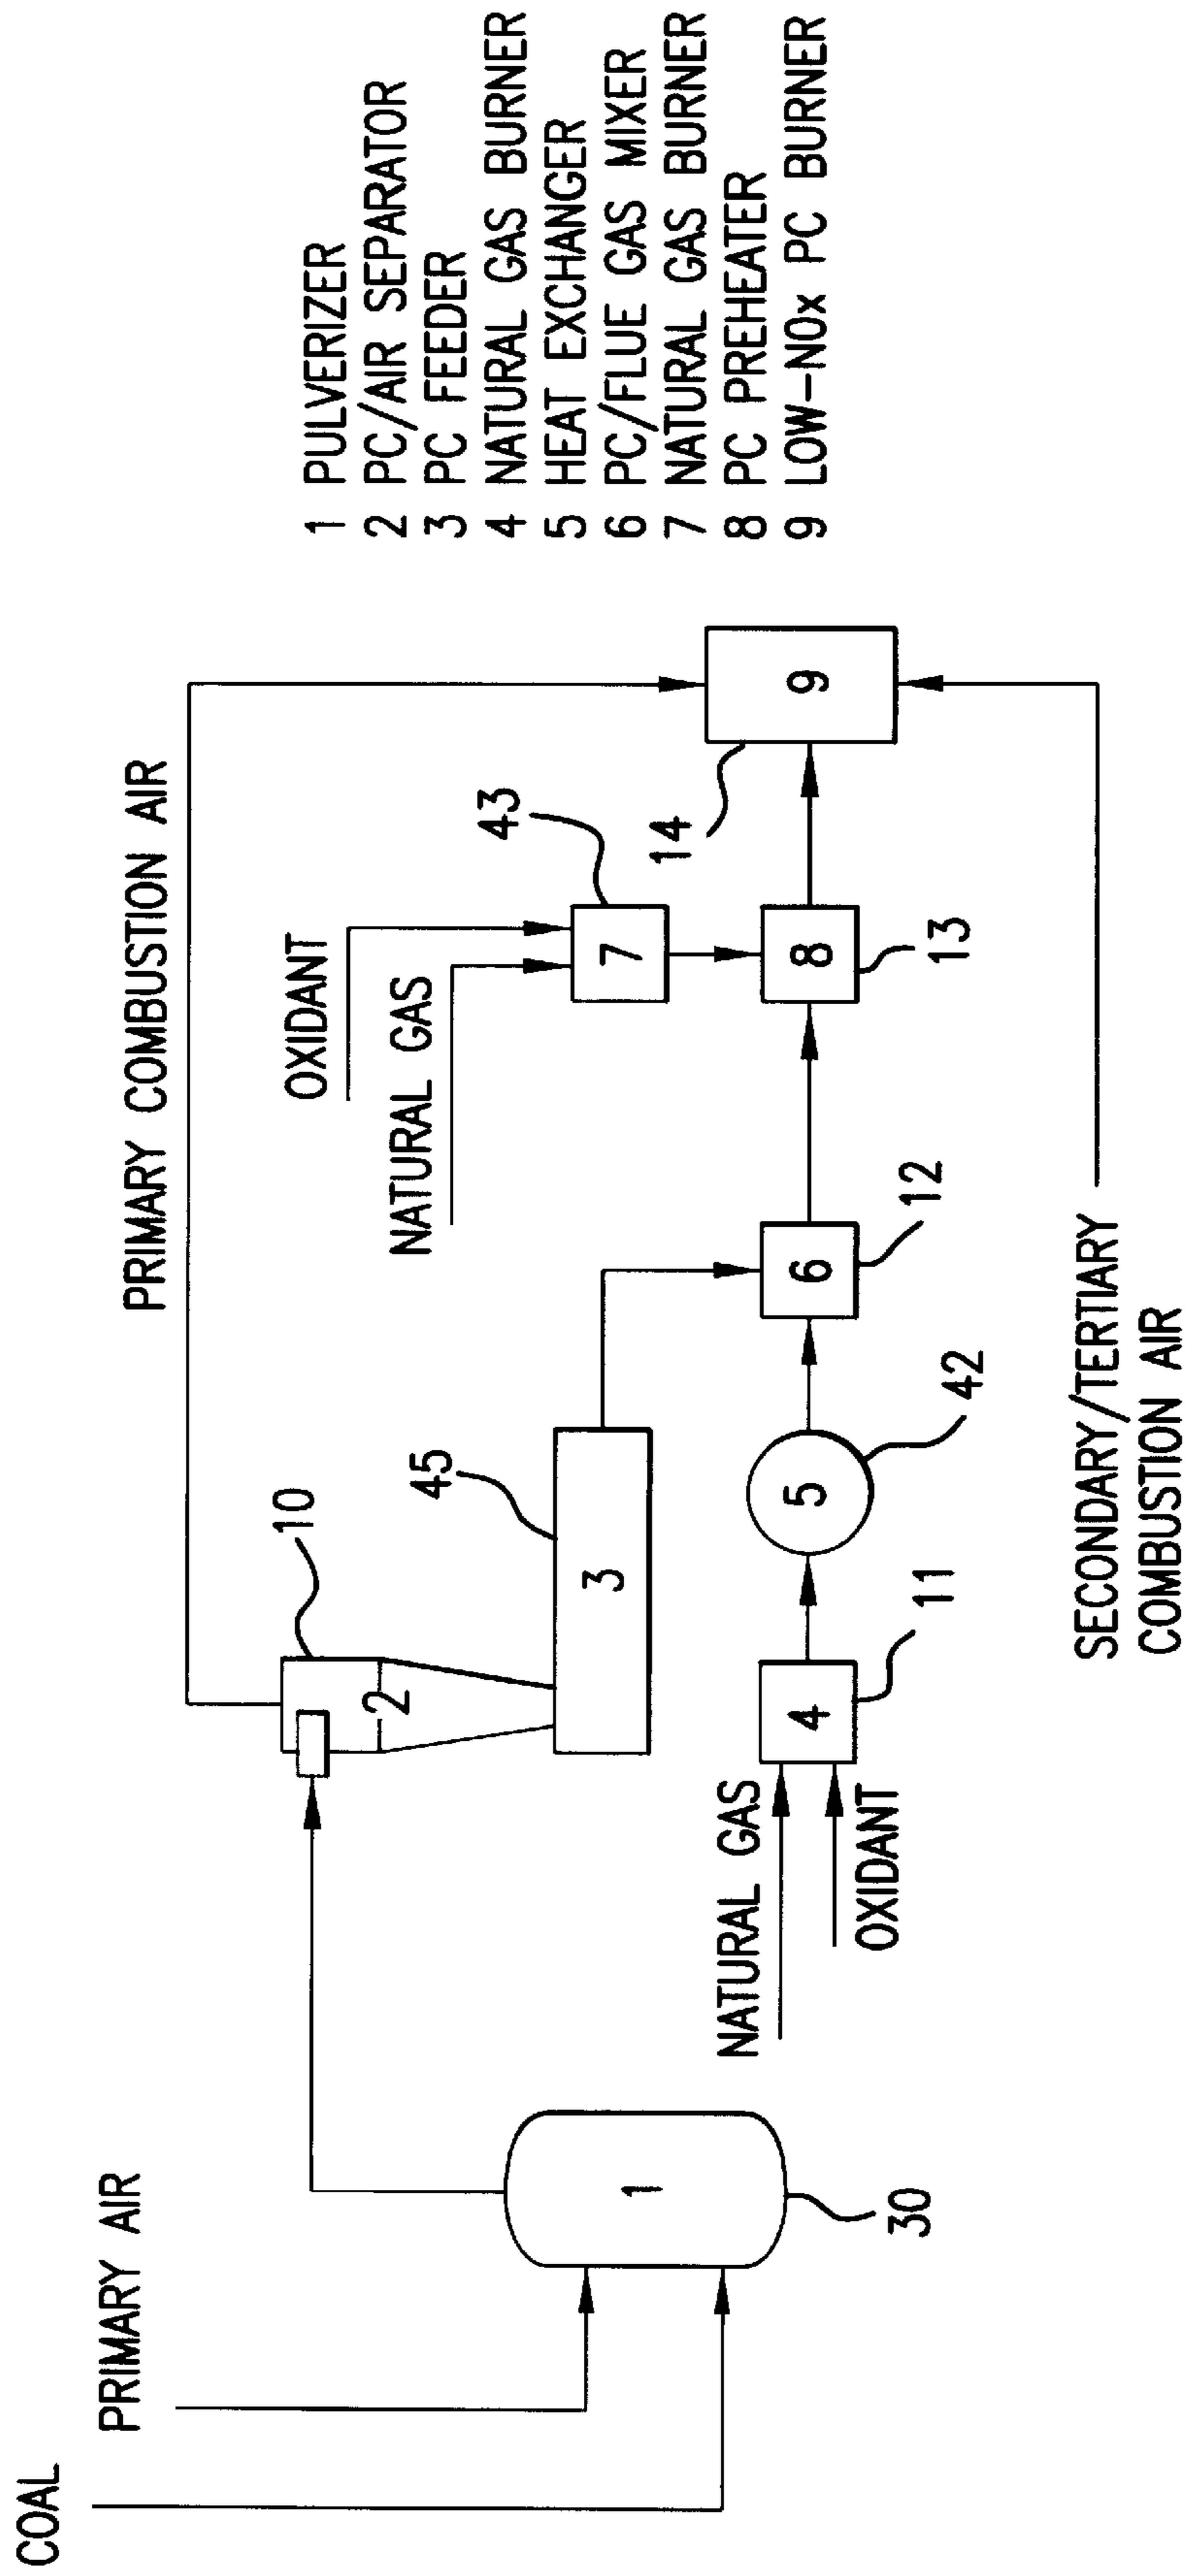 COAL
PRIMARY AIR
PRIMARY COMBUSTION AIR
OXIDANT
NATURAL GAS
10
2
45
3
43
7
14
9
1
30
NATURAL GAS
OXIDANT
4
11
5
42
6
12
8
13
SECONDARY/TERTIARY
COMBUSTION AIR
1 PULVERIZER
2 PC/AIR SEPARATOR
3 PC FEEDER
4 NATURAL GAS BURNER
5 HEAT EXCHANGER
6 PC/FLUE GAS MIXER
7 NATURAL GAS BURNER
8 PC PREHEATER
9 LOW-NOx PC BURNER